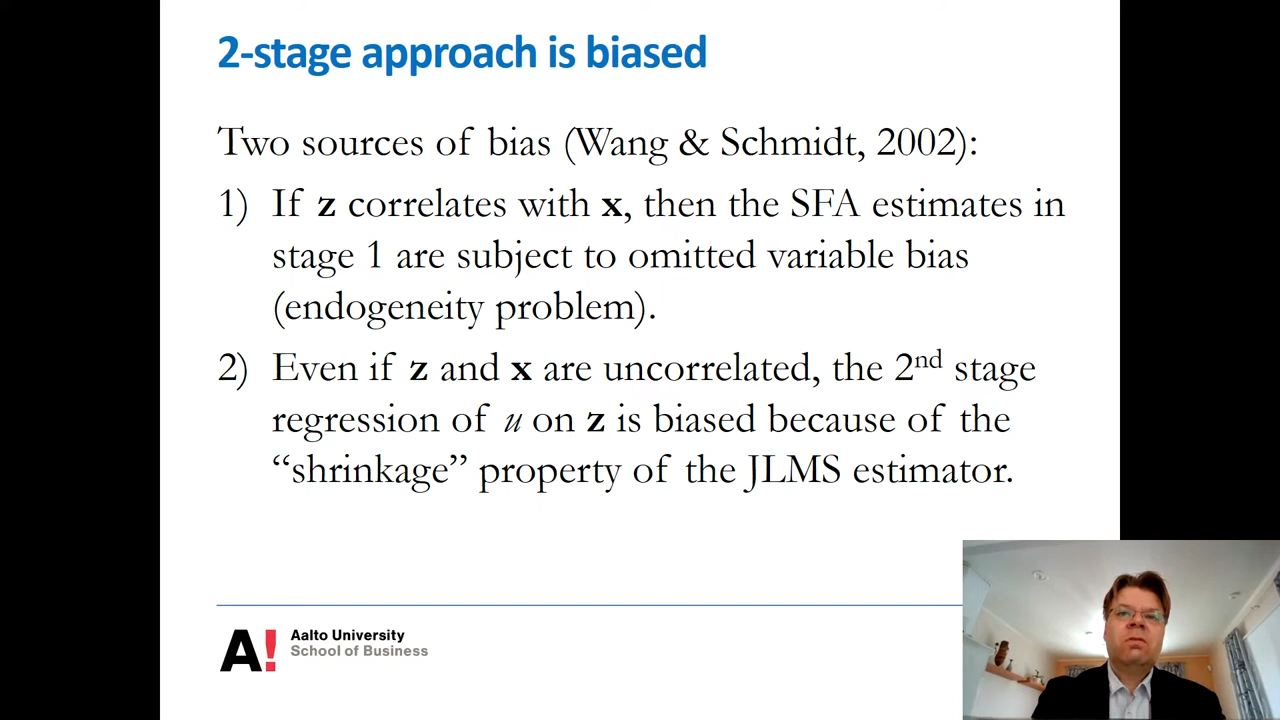 2-stage approach is biased
Two sources of bias (Wang & Schmidt, 2002):
1) If z correlates with x, then the SFA estimates in
stage 1 are subject to omitted variable bias
(endogeneity problem).
2) Even if z and x are uncorrelated, the 2nd stage
regression of u on z is biased because of the
“shrinkage” property of the JLMS estimator.
A! Aalto University
School of Business